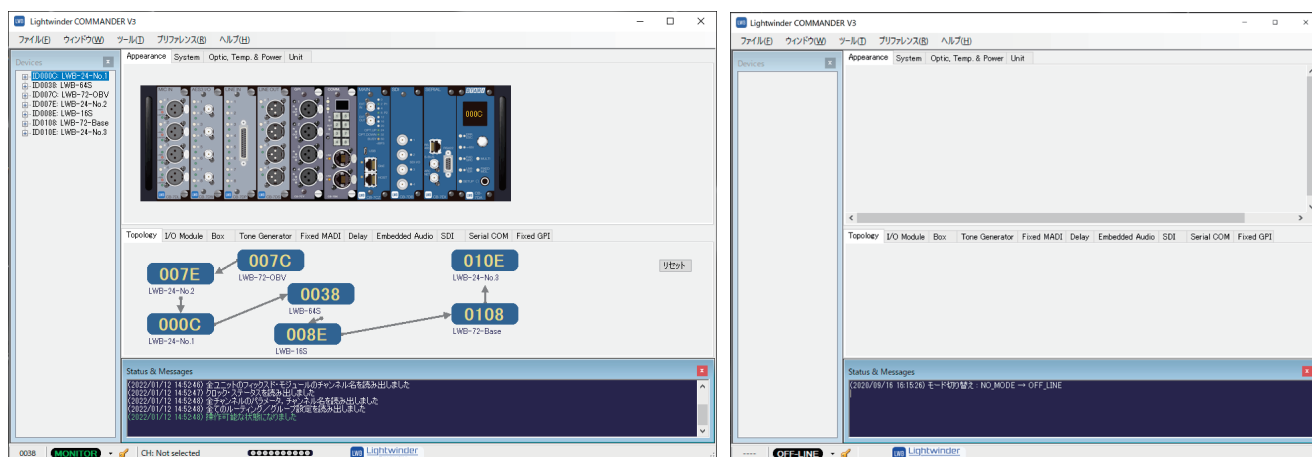 Lightwinder COMMANDER V3
ファイル(F) ウィンドウ(W) ツール(T) プリファレンス(R) ヘルプ(H)
Devices
ID000C: LWB-24-No.1
ID0038: LWB-64S
ID007C: LWB-72-OBV
ID007E: LWB-24-No.2
ID008E: LWB-16S
ID0108: LWB-72-Base
ID010E: LWB-24-No.3
Appearance System Optic, Temp. & Power Unit
MIC IN LINE IN LINE OUT MAIN SDI SERIAL
000C
Topology I/O Module Box Tone Generator Fixed MADI Delay Embedded Audio SDI Serial COM Fixed GPI
リセット
007C
LWB-72-OBV
007E
LWB-24-No.2
010E
LWB-24-No.3
0038
LWB-64S
000C
LWB-24-No.1
008E
LWB-16S
0108
LWB-72-Base
Status & Messages
(2022/01/12 14:52:46) 全ユニットのフィックスド・モジュールのチャンネル名を読み出しました
(2022/01/12 14:52:47) クロック・ステータスを読み出しました
(2022/01/12 14:52:48) 全チャンネルのパラメータ, チャンネル名を読み出しました
(2022/01/12 14:52:48) 全てのルーティング/グループ設定を読み出しました
(2022/01/12 14:52:48) 操作可能な状態になりました
0038 MONITOR CH: Not selected LWB Lightwinder
Lightwinder COMMANDER V3
ファイル(F) ウィンドウ(W) ツール(T) プリファレンス(R) ヘルプ(H)
Devices
Appearance System Optic, Temp. & Power Unit
Topology I/O Module Box Tone Generator Fixed MADI Delay Embedded Audio SDI Serial COM Fixed GPI
Status & Messages
(2020/09/16 16:15:26) モード切り替え : NO_MODE → OFF_LINE
---- OFF-LINE LWB Lightwinder